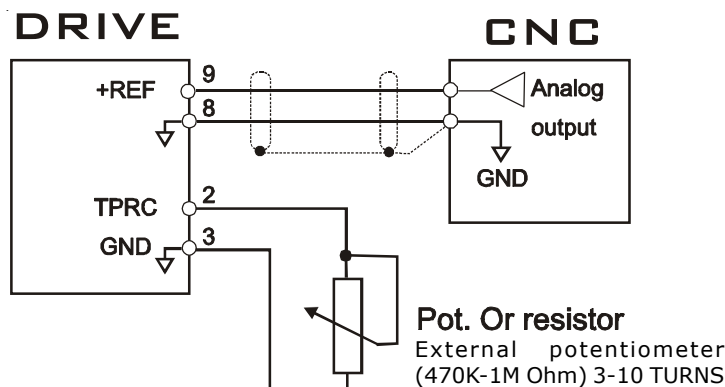 DRIVE
CNC
+REF
9
8
Analog
output
GND
TPRC
2
GND
3
Pot. Or resistor
External potentiometer
(470K-1M Ohm) 3-10 TURNS